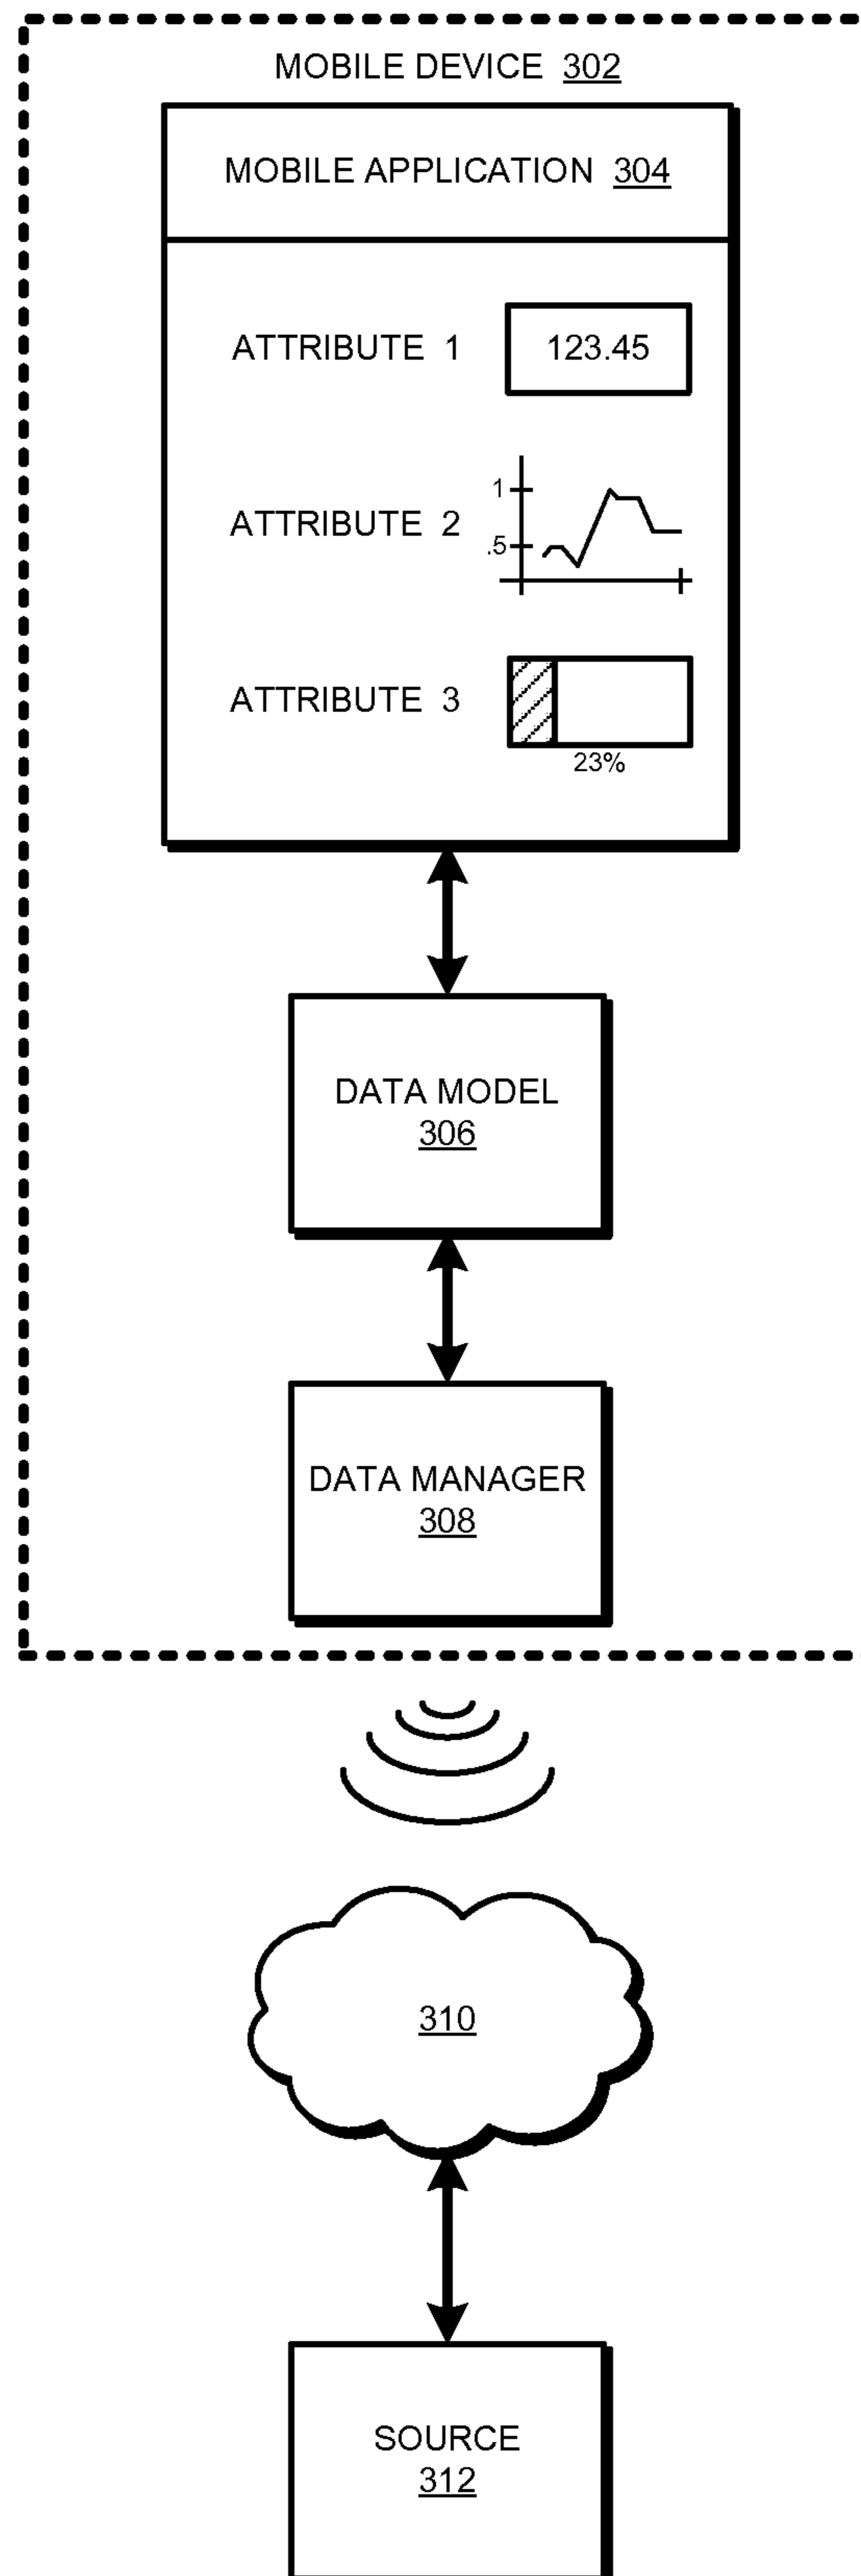 MOBILE DEVICE 302
MOBILE APPLICATION 304
ATTRIBUTE 1
123.45
ATTRIBUTE 2
1
.5
ATTRIBUTE 3
23%
DATA MODEL
306
DATA MANAGER
308
310
SOURCE
312